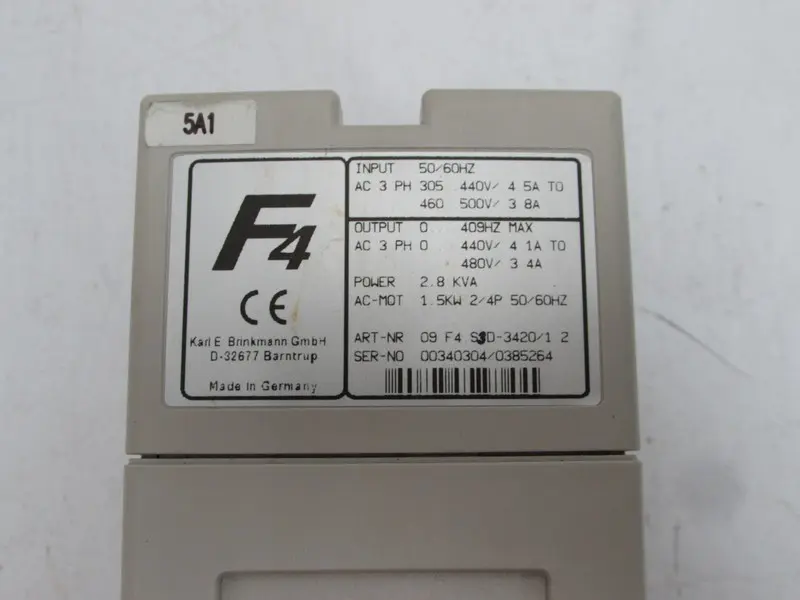 5A1
F4
CE
Karl E. Brinkmann GmbH
D-32677 Barntrup
Made in Germany
INPUT 50/60HZ
AC 3 PH 305 440V/ 4 5A TO
460 500V/ 3 8A
OUTPUT 0 409HZ MAX
AC 3 PH 0 440V/ 4 1A TO
480V/ 3 4A
POWER 2.8 KVA
AC-MOT 1.5KW 2/4P 50/60HZ
ART-NR 09 F4 S3D-3420/1 2
SER-NO 00340304/0385264